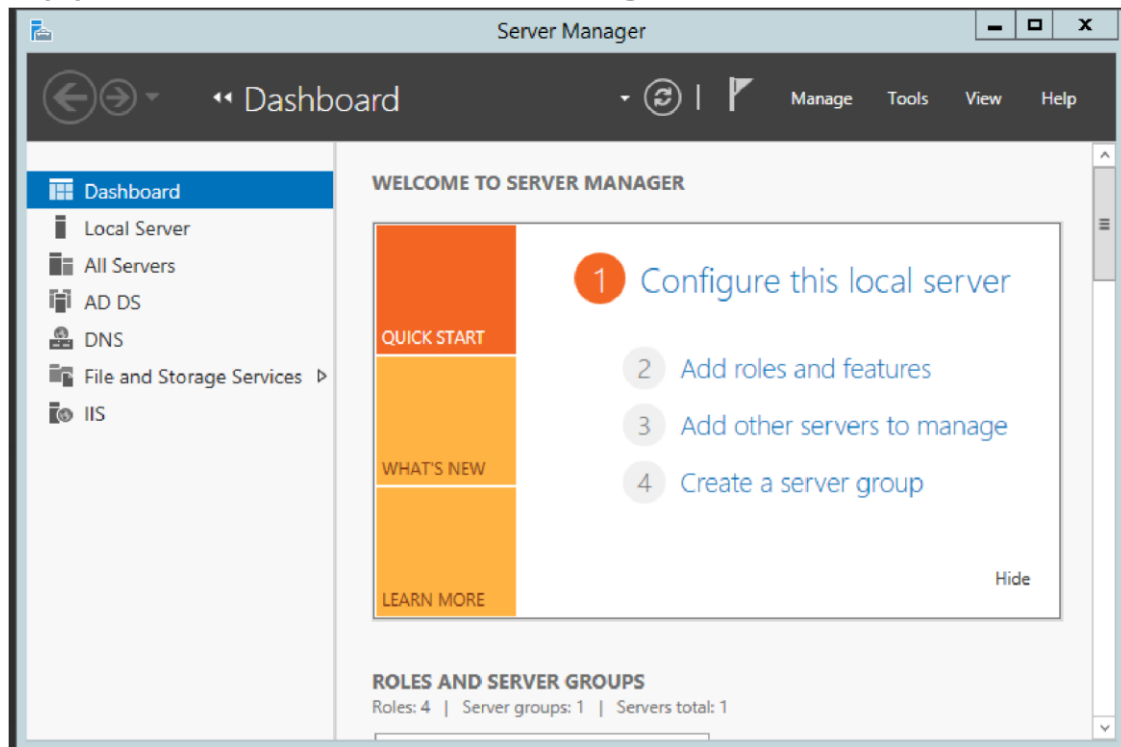 Server Manager
Dashboard
Manage Tools View Help
Dashboard
Local Server
All Servers
AD DS
DNS
File and Storage Services
IIS
WELCOME TO SERVER MANAGER
QUICK START
WHAT'S NEW
LEARN MORE
1 Configure this local server
2 Add roles and features
3 Add other servers to manage
4 Create a server group
Hide
ROLES AND SERVER GROUPS
Roles: 4 | Server groups: 1 | Servers total: 1